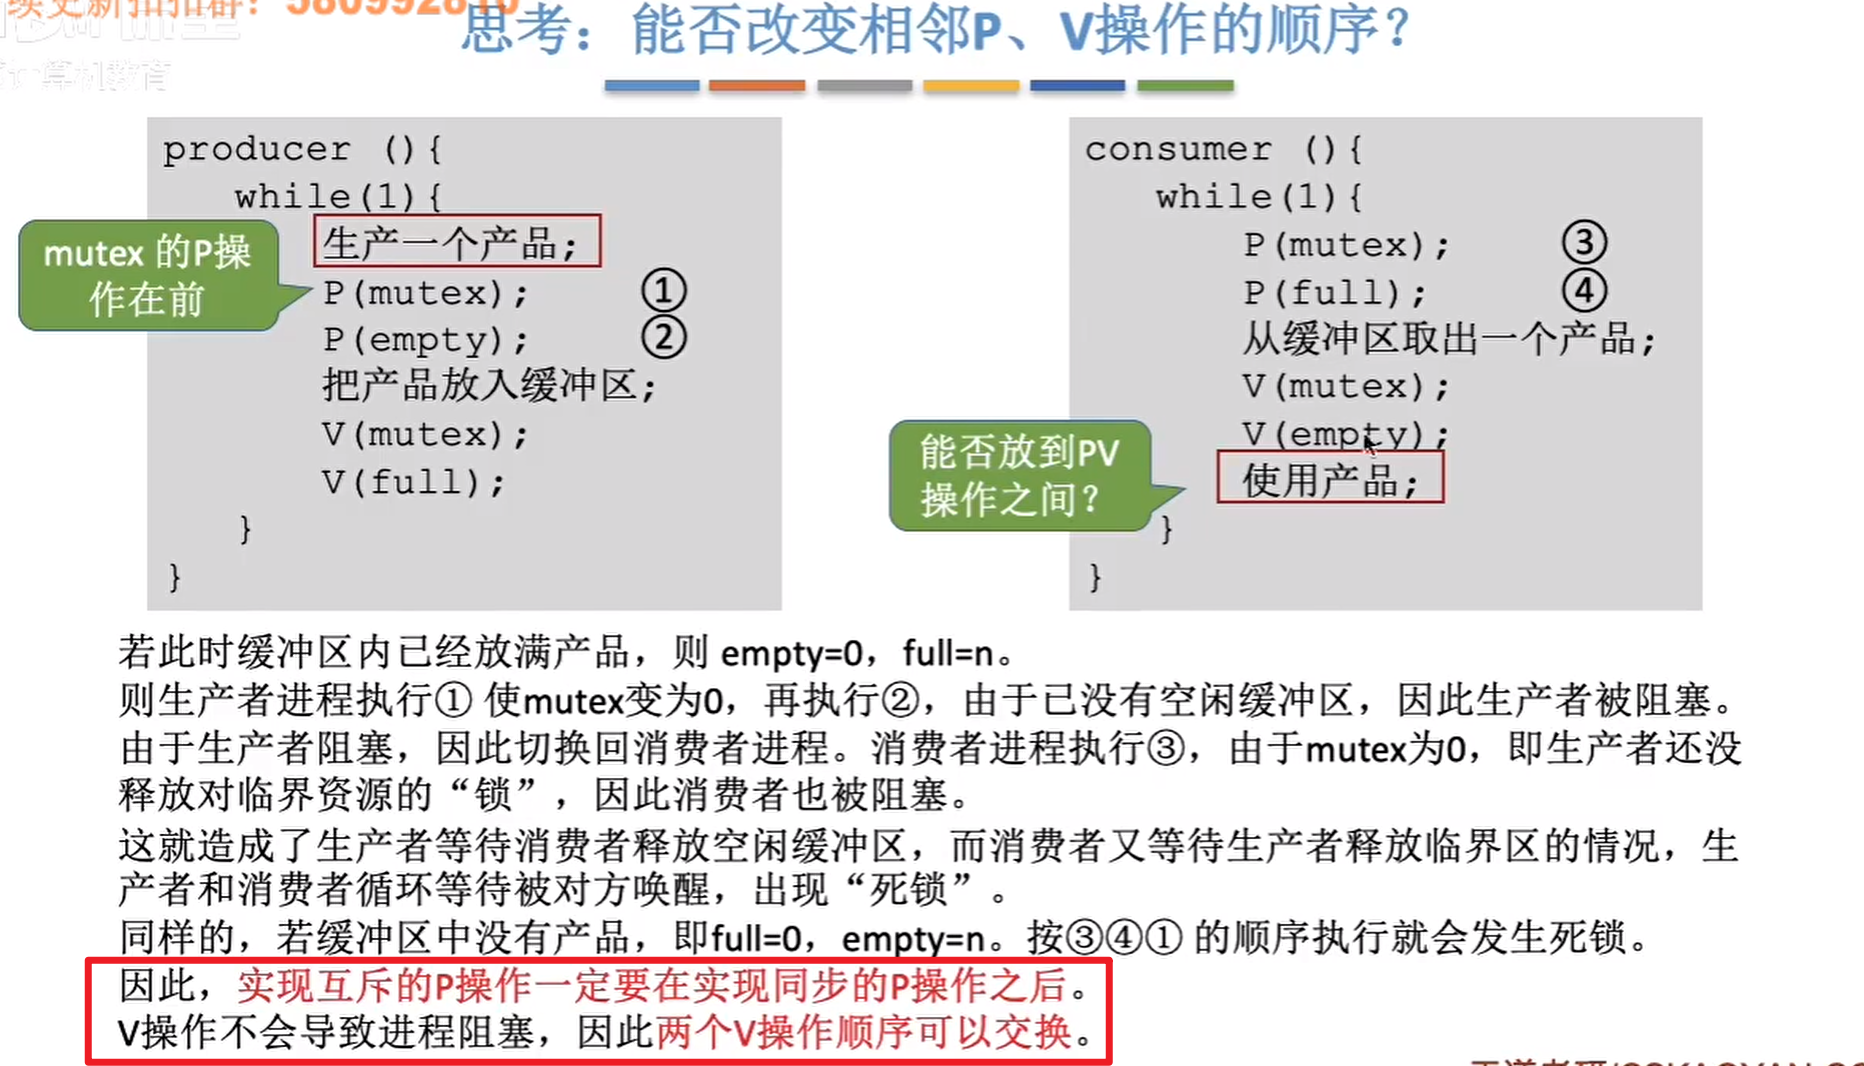 思考：能否改变相邻P、V操作的顺序？
计算机教育
producer (){
while(1){
生产一个产品;
mutex 的P操
作在前
P(mutex); ①
P(empty); ②
把产品放入缓冲区;
V(mutex);
V(full);
}
}
consumer (){
while(1){
P(mutex); ③
P(full); ④
从缓冲区取出一个产品;
V(mutex);
V(empty);
能否放到PV
操作之间？
使用产品;
}
}
若此时缓冲区内已经放满产品，则 empty=0，full=n。
则生产者进程执行① 使mutex变为0，再执行②，由于已没有空闲缓冲区，因此生产者被阻塞。
由于生产者阻塞，因此切换回消费者进程。消费者进程执行③，由于mutex为0，即生产者还没
释放对临界资源的“锁”，因此消费者也被阻塞。
这就造成了生产者等待消费者释放空闲缓冲区，而消费者又等待生产者释放临界区的情况，生
产者和消费者循环等待被对方唤醒，出现“死锁”。
同样的，若缓冲区中没有产品，即full=0，empty=n。按③④① 的顺序执行就会发生死锁。
因此，实现互斥的P操作一定要在实现同步的P操作之后。
V操作不会导致进程阻塞，因此两个V操作顺序可以交换。